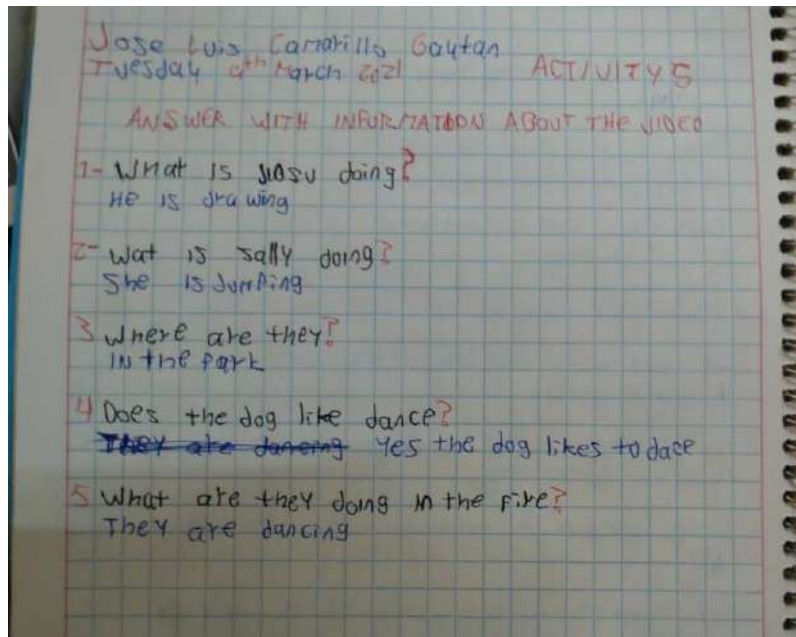 Jose Luis Camarillo Gaytan
Tuesday 9th March 2021 ACTIVITY 5
ANSWER WITH INFORMATION ABOUT THE VIDEO
1- What is JIOSU doing?
He is drawing
2- Wat is sally doing?
She is Jumping
3 Where are they?
IN the Park
4 Does the dog like dance?
They are dancing Yes the dog likes to dace
5 What are they doing in the Fire?
They are dancing